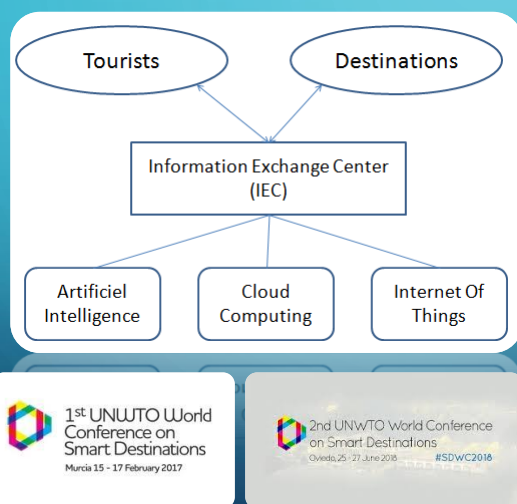 Tourists
Destinations
Information Exchange Center
(IEC)
Artificiel
Intelligence
Cloud
Computing
Internet Of
Things
1st UNWTO World
Conference on
Smart Destinations
Murcia 15 - 17 February 2017
2nd UNWTO World Conference
on Smart Destinations
Oviedo, 25 - 27 June 2018 #SDWC2018